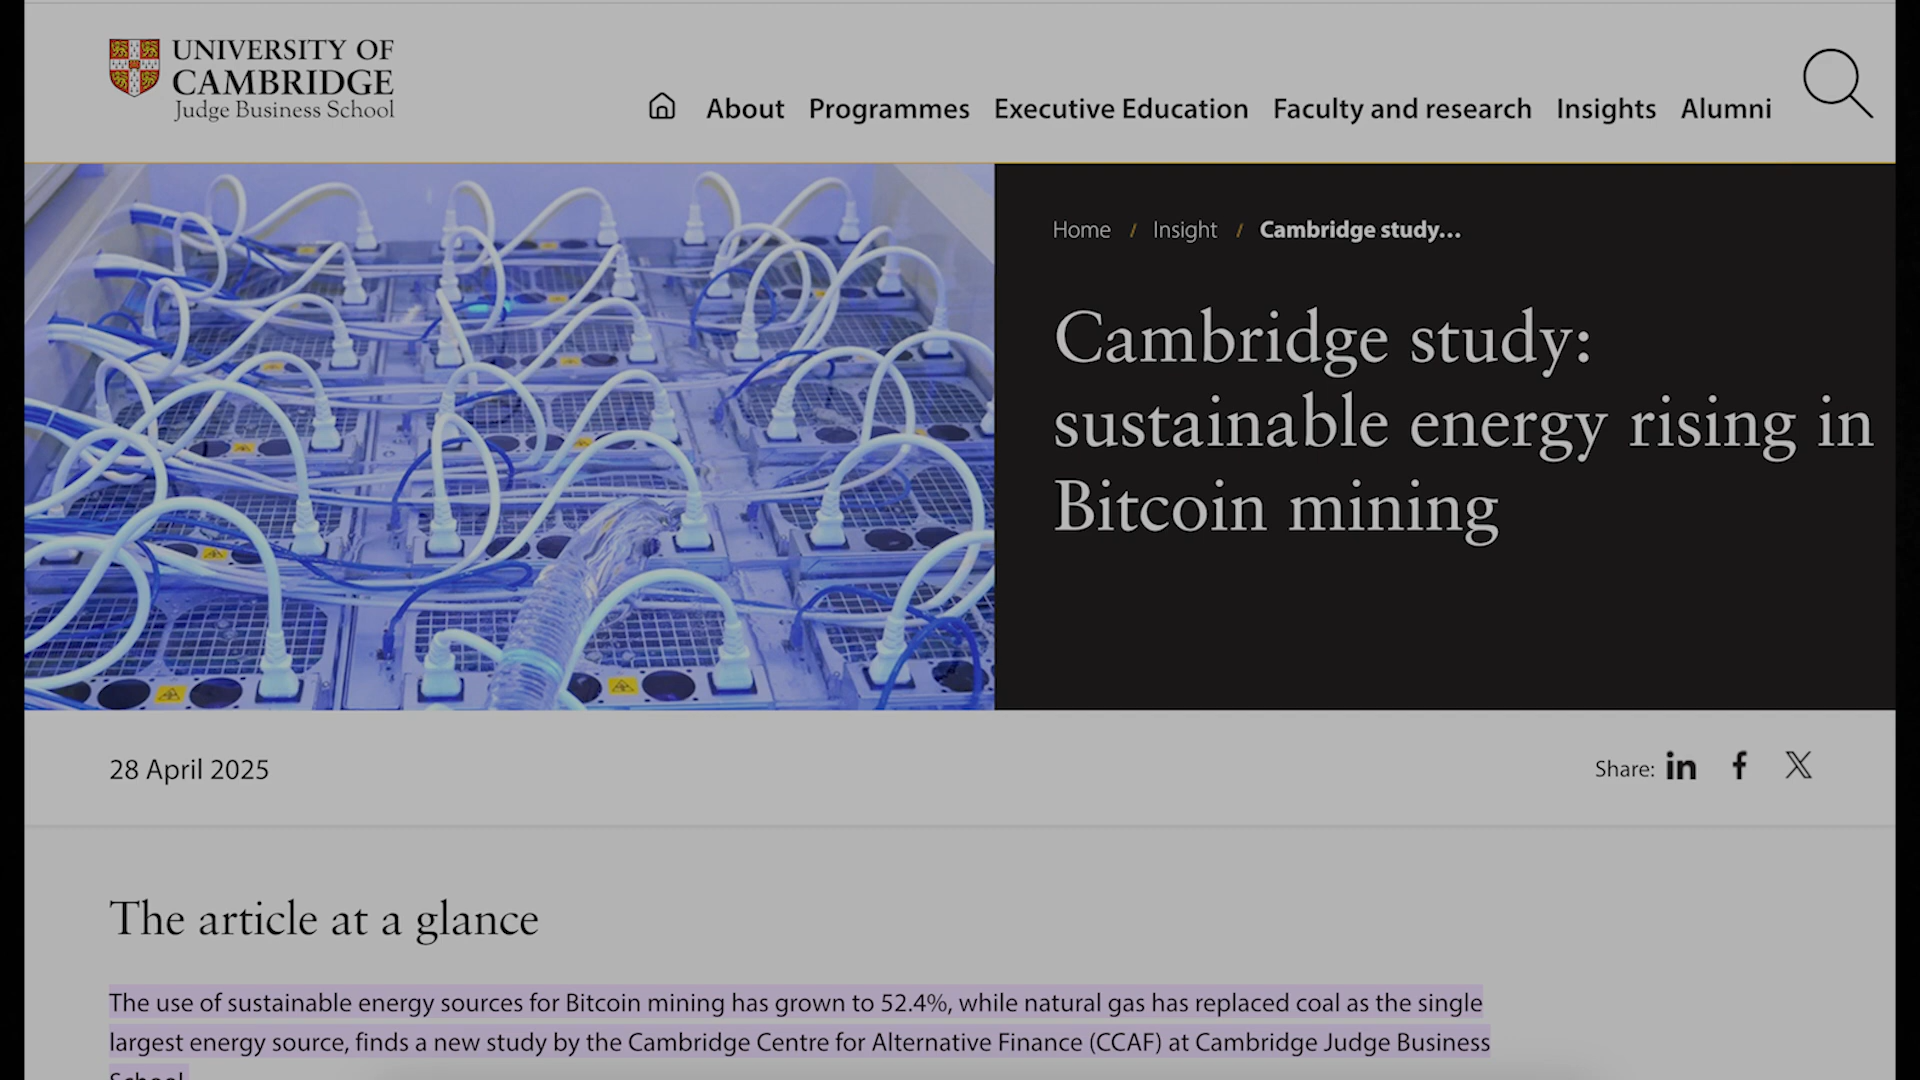 UNIVERSITY OF
CAMBRIDGE
Judge Business School
About Programmes Executive Education Faculty and research Insights Alumni
Home / Insight / Cambridge study...
Cambridge study:
sustainable energy rising in
Bitcoin mining
28 April 2025
Share: in f X
The article at a glance
The use of sustainable energy sources for Bitcoin mining has grown to 52.4%, while natural gas has replaced coal as the single
largest energy source, finds a new study by the Cambridge Centre for Alternative Finance (CCAF) at Cambridge Judge Business
School